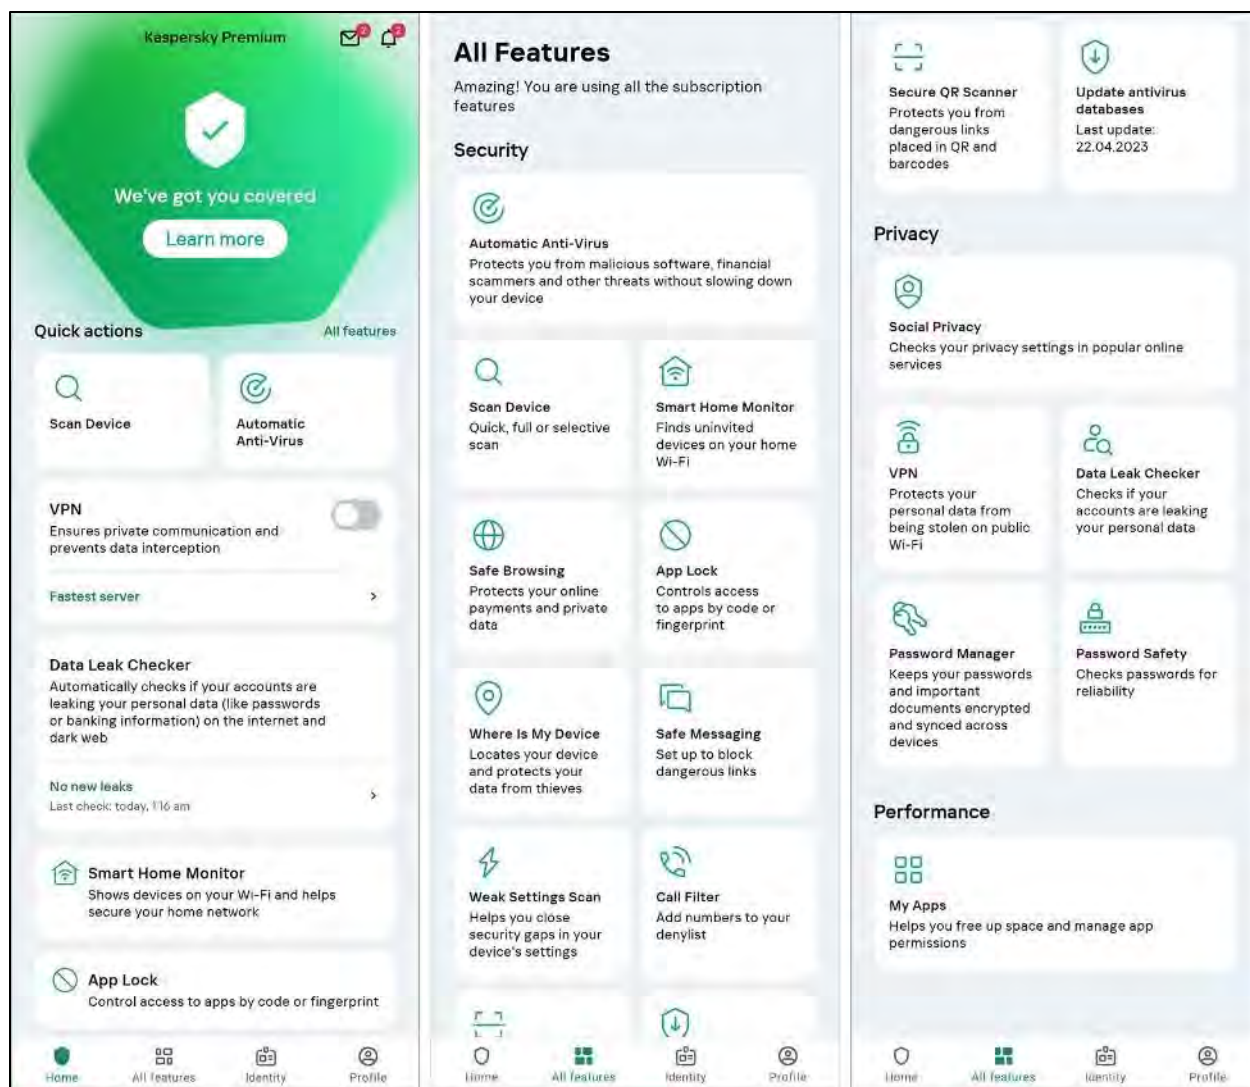 Kaspersky Premium
2
2
We've got you covered
Learn more
Quick actions
All features
Scan Device
Automatic
Anti-Virus
VPN
Ensures private communication and
prevents data interception
Fastest server
Data Leak Checker
Automatically checks if your accounts are
leaking your personal data (like passwords
or banking information) on the internet and
dark web
No new leaks
Last check: today, 1:16 am
Smart Home Monitor
Shows devices on your Wi-Fi and helps
secure your home network
App Lock
Control access to apps by code or fingerprint
Home
All features
Identity
Profile
All Features
Amazing! You are using all the subscription
features
Security
Automatic Anti-Virus
Protects you from malicious software, financial
scammers and other threats without slowing down
your device
Scan Device
Quick, full or selective
scan
Smart Home Monitor
Finds uninvited
devices on your home
Wi-Fi
Safe Browsing
Protects your online
payments and private
data
App Lock
Controls access
to apps by code or
fingerprint
Where Is My Device
Locates your device
and protects your
data from thieves
Safe Messaging
Set up to block
dangerous links
Weak Settings Scan
Helps you close
security gaps in your
device's settings
Call Filter
Add numbers to your
denylist
Home
All features
Identity
Profile
Secure QR Scanner
Protects you from
dangerous links
placed in QR and
barcodes
Update antivirus
databases
Last update:
22.04.2023
Privacy
Social Privacy
Checks your privacy settings in popular online
services
VPN
Protects your
personal data from
being stolen on public
Wi-Fi
Data Leak Checker
Checks if your
accounts are leaking
your personal data
Password Manager
Keeps your passwords
and important
documents encrypted
and synced across
devices
Password Safety
Checks passwords for
reliability
Performance
My Apps
Helps you free up space and manage app
permissions
Home
All features
Identity
Profile